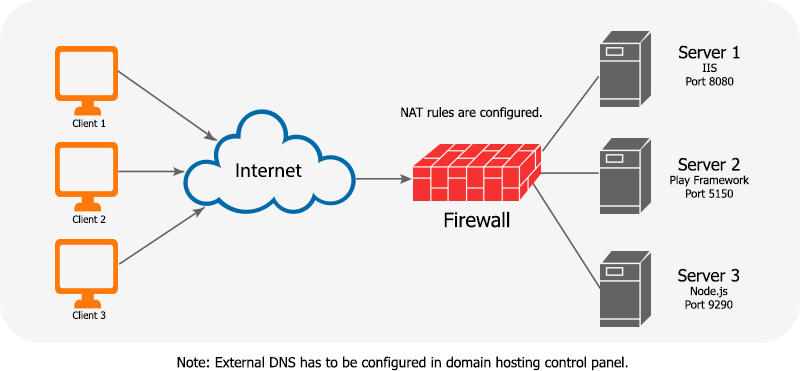 Client 1
Client 2
Client 3
Internet
NAT rules are configured.
Firewall
Server 1
IIS
Port 8080
Server 2
Play Framework
Port 5150
Server 3
Node.js
Port 9290
Note: External DNS has to be configured in domain hosting control panel.